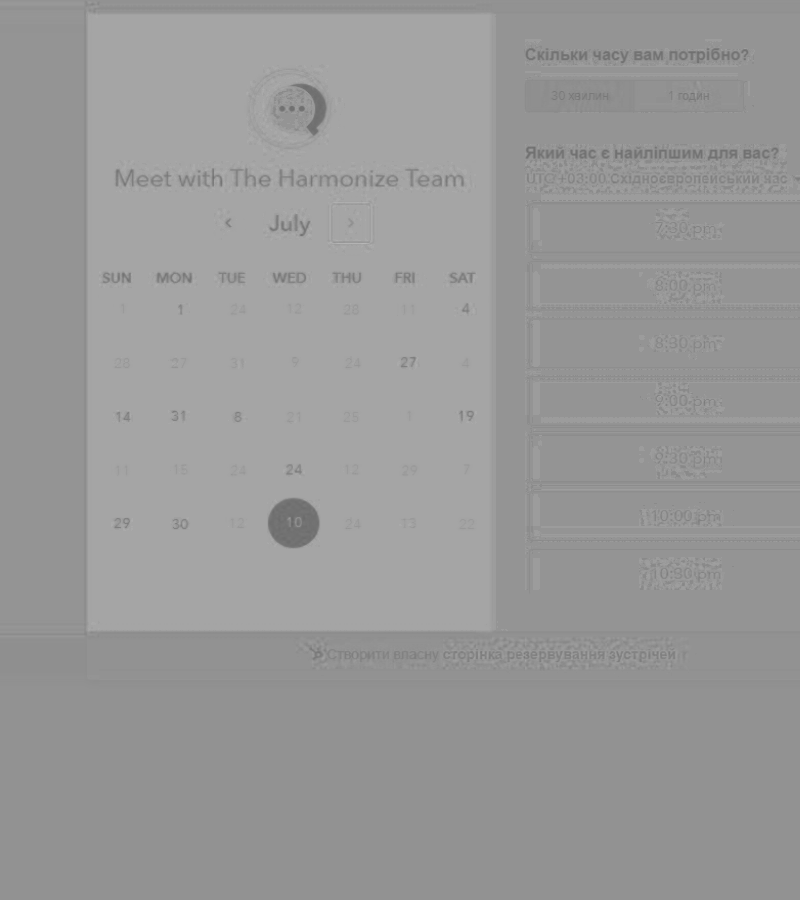 Meet with The Harmonize Team
‹ July ›
SUN MON TUE WED THU FRI SAT
1 1 24 12 28 11 4
28 27 31 9 24 27 4
14 31 8 21 25 1 19
11 15 24 24 12 29 7
29 30 12 10 24 13 22
Скільки часу вам потрібно?
30 хвилин 1 годин
Який час є найліпшим для вас?
UTC+03:00 Східноєвропейський час
7:30 pm
8:00 pm
8:30 pm
9:00 pm
9:30 pm
10:00 pm
10:30 pm
Створити власну сторінка резервування зустрічей